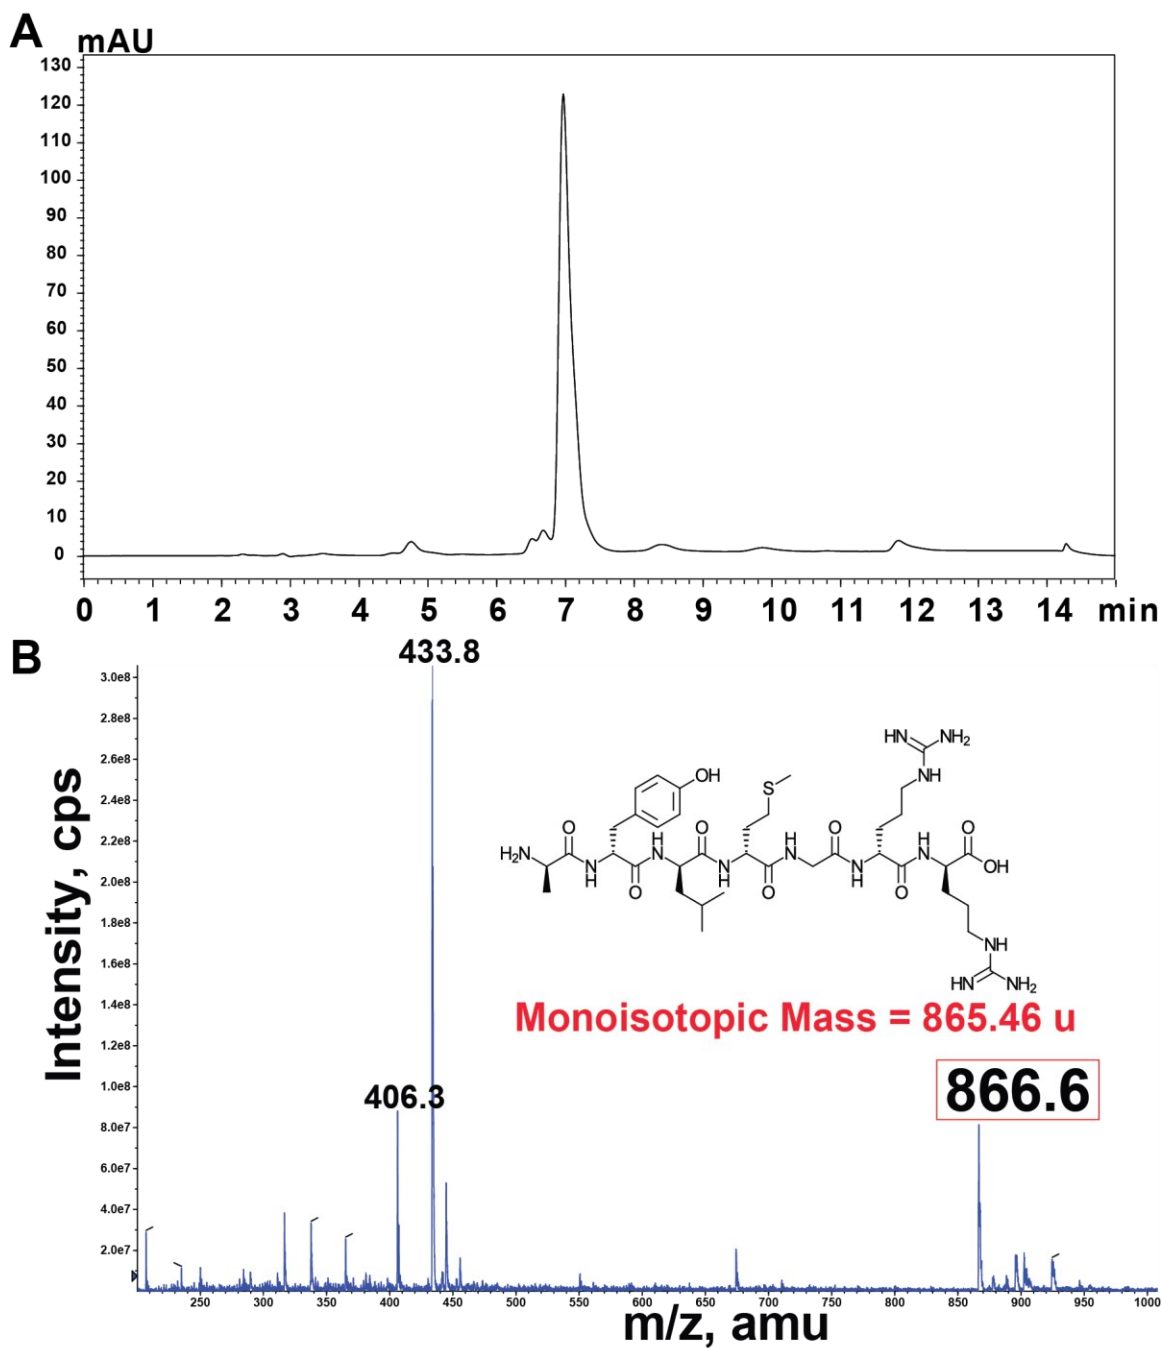 A
mAU
130
120
110
100
90
80
70
60
50
40
30
20
10
0
0 1 2 3 4 5 6 7 8 9 10 11 12 13 14 min
B
433.8
3.0e8
2.8e8
2.6e8
2.4e8
2.2e8
2.0e8
1.8e8
1.6e8
1.4e8
1.2e8
1.0e8
8.0e7
6.0e7
4.0e7
2.0e7
Intensity, cps
HN NH2
NH
OH
S
O H O H O H O
H2N N N N OH
N O N O N O
H H H
NH
HN NH2
Monoisotopic Mass = 865.46 u
866.6
406.3
250 300 350 400 450 500 550 600 650 700 750 800 850 900 950 1000
m/z, amu